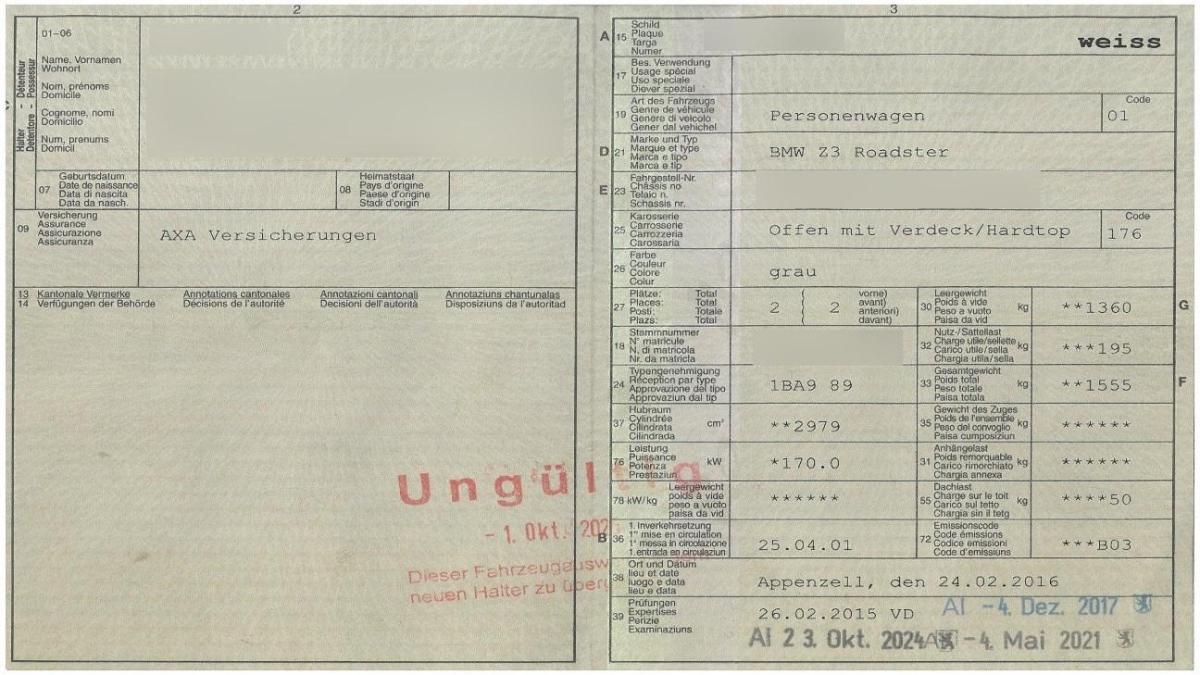 2
01–06
Halter - Détenteur
Detentore - Possessur
Name, Vornamen
Wohnort
Nom, prénoms
Domicile
Cognome, nomi
Domicilio
Num, prenums
Domicil
07
Geburtsdatum
Date de naissance
Data di nascita
Data da nasch.
08
Heimatstaat
Pays d'origine
Paese d'origine
Stadi d'origin
09
Versicherung
Assurance
Assicurazione
Assicuranza
AXA Versicherungen
13 Kantonale Vermerke Annotations cantonales Annotazioni cantonali Annotaziuns chantunalas
14 Verfügungen der Behörde Décisions de l'autorité Decisioni dell'autorità Disposiziuns da l'autoritad
Ungültig
- 1. Okt. 202
Dieser Fahrzeugausw
neuen Halter zu überg
3
A 15
Schild
Plaque
Targa
Numer
weiss
17
Bes. Verwendung
Usage spécial
Uso speciale
Diever spezial
19
Art des Fahrzeugs
Genre de véhicule
Genere di veicolo
Gener dal vehichel
Personenwagen
Code
01
D 21
Marke und Typ
Marque et type
Marca e tipo
Marca e tip
BMW Z3 Roadster
E 23
Fahrgestell-Nr.
Châssis no
Telaio n.
Schassis nr.
25
Karosserie
Carrosserie
Carrozzeria
Carossaria
Offen mit Verdeck/Hardtop
Code
176
26
Farbe
Couleur
Colore
Colur
grau
27
Plätze: Total
Places: Total
Posti: Totale
Plazs: Total
2 ( 2
vorne)
avant)
anteriori)
davant)
30
Leergewicht
Poids à vide
Peso a vuoto
Paisa da vid
kg
**1360
G
18
Stammnummer
N° matricule
N. di matricola
Nr. da matricla
32
Nutz-/Sattellast
Charge utile/sellette
Carico utile/sella
Chargia utila/sella
kg
***195
24
Typengenehmigung
Réception par type
Approvazione del tipo
Approvaziun dal tip
1BA9 89
33
Gesamtgewicht
Poids total
Peso totale
Paisa totala
kg
**1555
F
37
Hubraum
Cylindrée
Cilindrata
Cilindrada
cm³
**2979
35
Gewicht des Zuges
Poids de l'ensemble
Peso del convoglio
Paisa cumposiziun
kg
******
76
Leistung
Puissance
Potenza
Prestaziun
kW
*170.0
31
Anhängelast
Poids remorquable
Carico rimorchiato
Chargia annexa
kg
******
78 kW/kg
Leergewicht
poids à vide
peso a vuoto
paisa da vid
******
55
Dachlast
Charge sur le toit
Carico sul tetto
Chargia sin il tetg
kg
****50
B 36
1. Inverkehrsetzung
1re mise en circulation
1a messa in circolazione
1. entrada en circulaziun
25.04.01
72
Emissionscode
Code émissions
Codice emissioni
Code d'emissiuns
***B03
38
Ort und Datum
lieu et date
luogo e data
lieu e data
Appenzell, den 24.02.2016
39
Prüfungen
Expertises
Perizie
Examinaziuns
26.02.2015 VD
AI - 4. Dez. 2017
AI 2 3. Okt. 2024
AI - 4. Mai 2021